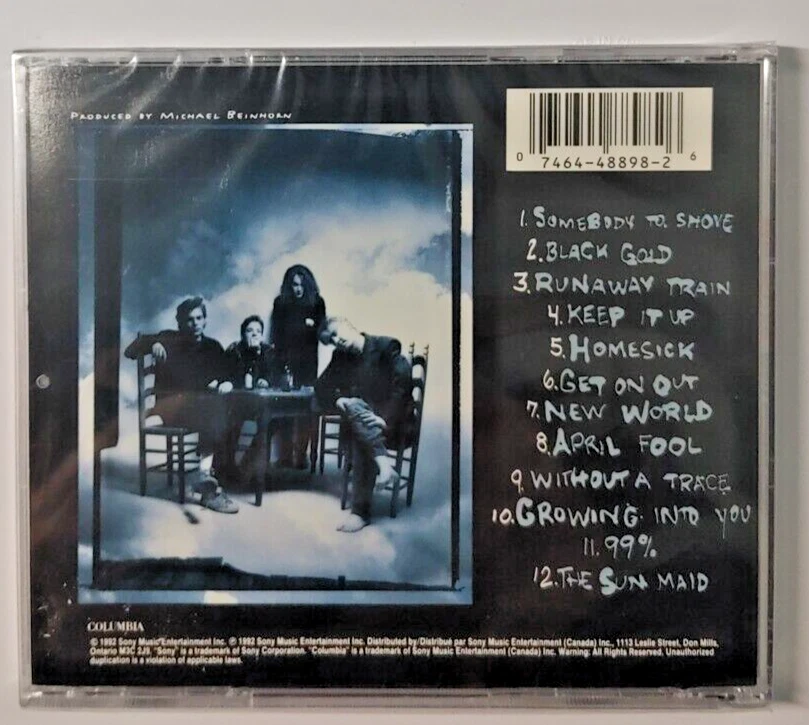 PRODUCED BY MICHAEL BEINHORN
0 7464-48898-2 6
1. SOMEBODY TO SHOVE
2. BLACK GOLD
3. RUNAWAY TRAIN
4. KEEP IT UP
5. HOMESICK
6. GET ON OUT
7. NEW WORLD
8. APRIL FOOL
9. WITHOUT A TRACE
10. GROWING INTO YOU
11. 99%
12. THE SUN MAID
COLUMBIA
© 1992 Sony Music Entertainment Inc. ℗ 1992 Sony Music Entertainment Inc. Distributed by/Distribué par Sony Music Entertainment (Canada) Inc., 1113 Leslie Street, Don Mills,
Ontario M3C 2J9. "Sony" is a trademark of Sony Corporation. "Columbia" is a trademark of Sony Music Entertainment (Canada) Inc. Warning: All Rights Reserved. Unauthorized
duplication is a violation of applicable laws.